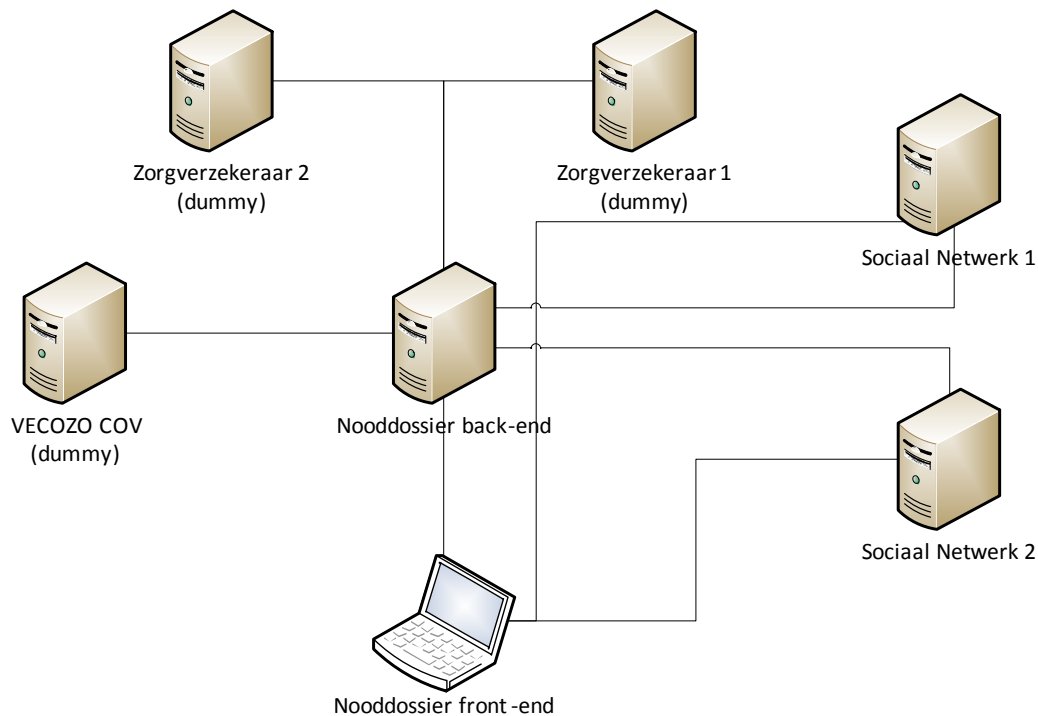 Zorgverzekeraar 2
(dummy)
Zorgverzekeraar 1
(dummy)
Sociaal Netwerk 1
VECOZO COV
(dummy)
Nooddossier back-end
Sociaal Netwerk 2
Nooddossier front-end